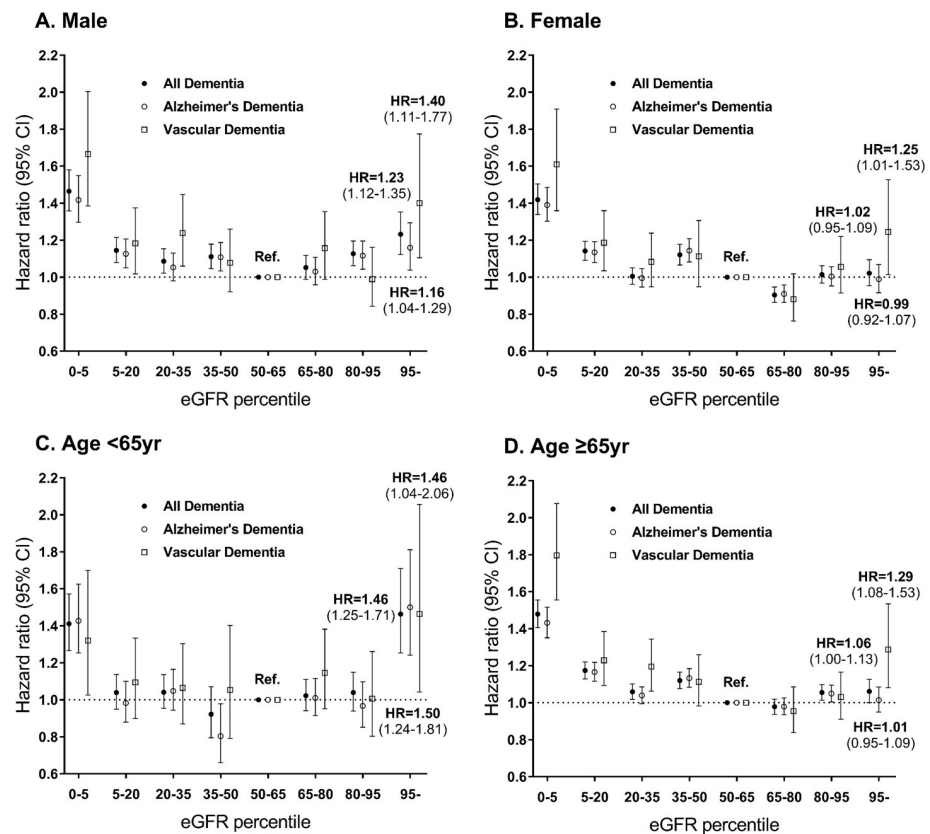 A. Male
Hazard ratio (95% CI)
2.2
2.0
1.8
1.6
1.4
1.2
1.0
0.8
0.6
All Dementia
Alzheimer's Dementia
Vascular Dementia
HR=1.40
(1.11-1.77)
HR=1.23
(1.12-1.35)
Ref.
HR=1.16
(1.04-1.29)
0-5 5-20 20-35 35-50 50-65 65-80 80-95 95-
eGFR percentile
B. Female
Hazard ratio (95% CI)
2.2
2.0
1.8
1.6
1.4
1.2
1.0
0.8
0.6
All Dementia
Alzheimer's Dementia
Vascular Dementia
HR=1.25
(1.01-1.53)
HR=1.02
(0.95-1.09)
Ref.
HR=0.99
(0.92-1.07)
0-5 5-20 20-35 35-50 50-65 65-80 80-95 95-
eGFR percentile
C. Age <65yr
Hazard ratio (95% CI)
2.2
2.0
1.8
1.6
1.4
1.2
1.0
0.8
0.6
HR=1.46
(1.04-2.06)
All Dementia
Alzheimer's Dementia
Vascular Dementia
HR=1.46
(1.25-1.71)
Ref.
HR=1.50
(1.24-1.81)
0-5 5-20 20-35 35-50 50-65 65-80 80-95 95-
eGFR percentile
D. Age ≥65yr
Hazard ratio (95% CI)
2.2
2.0
1.8
1.6
1.4
1.2
1.0
0.8
0.6
All Dementia
Alzheimer's Dementia
Vascular Dementia
HR=1.29
(1.08-1.53)
HR=1.06
(1.00-1.13)
Ref.
HR=1.01
(0.95-1.09)
0-5 5-20 20-35 35-50 50-65 65-80 80-95 95-
eGFR percentile